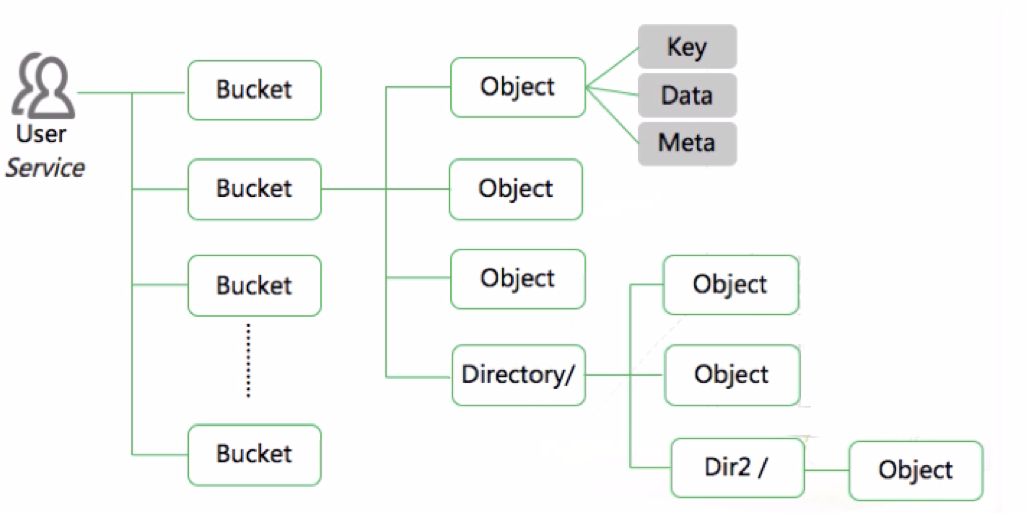 User
Service
Bucket
Bucket
Bucket
Bucket
Object
Object
Object
Directory/
Key
Data
Meta
Object
Object
Dir2 /
Object